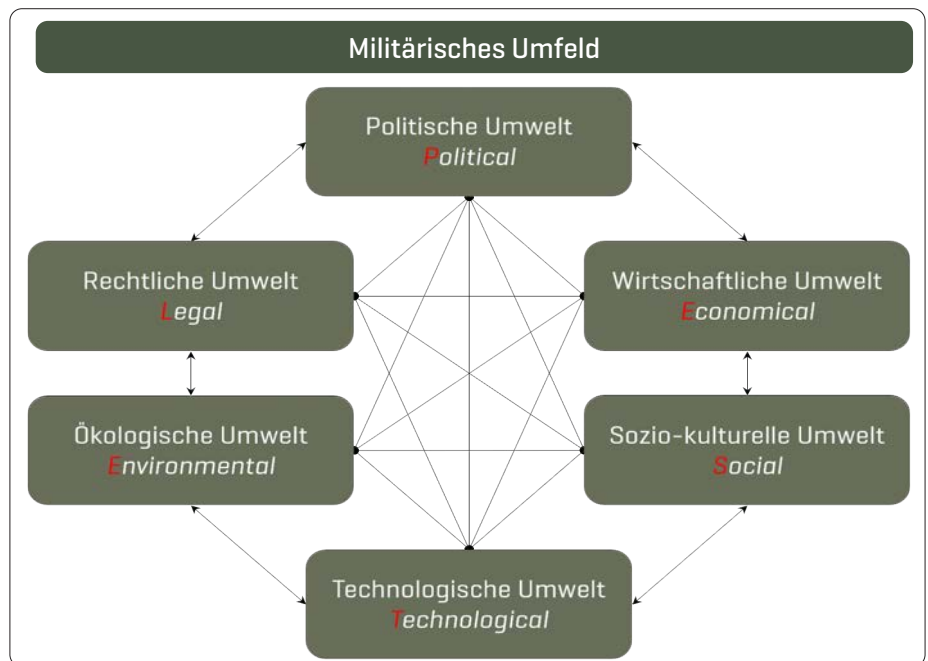 Militärisches Umfeld
Politische Umwelt
Political
Rechtliche Umwelt
Legal
Wirtschaftliche Umwelt
Economical
Ökologische Umwelt
Environmental
Sozio-kulturelle Umwelt
Social
Technologische Umwelt
Technological